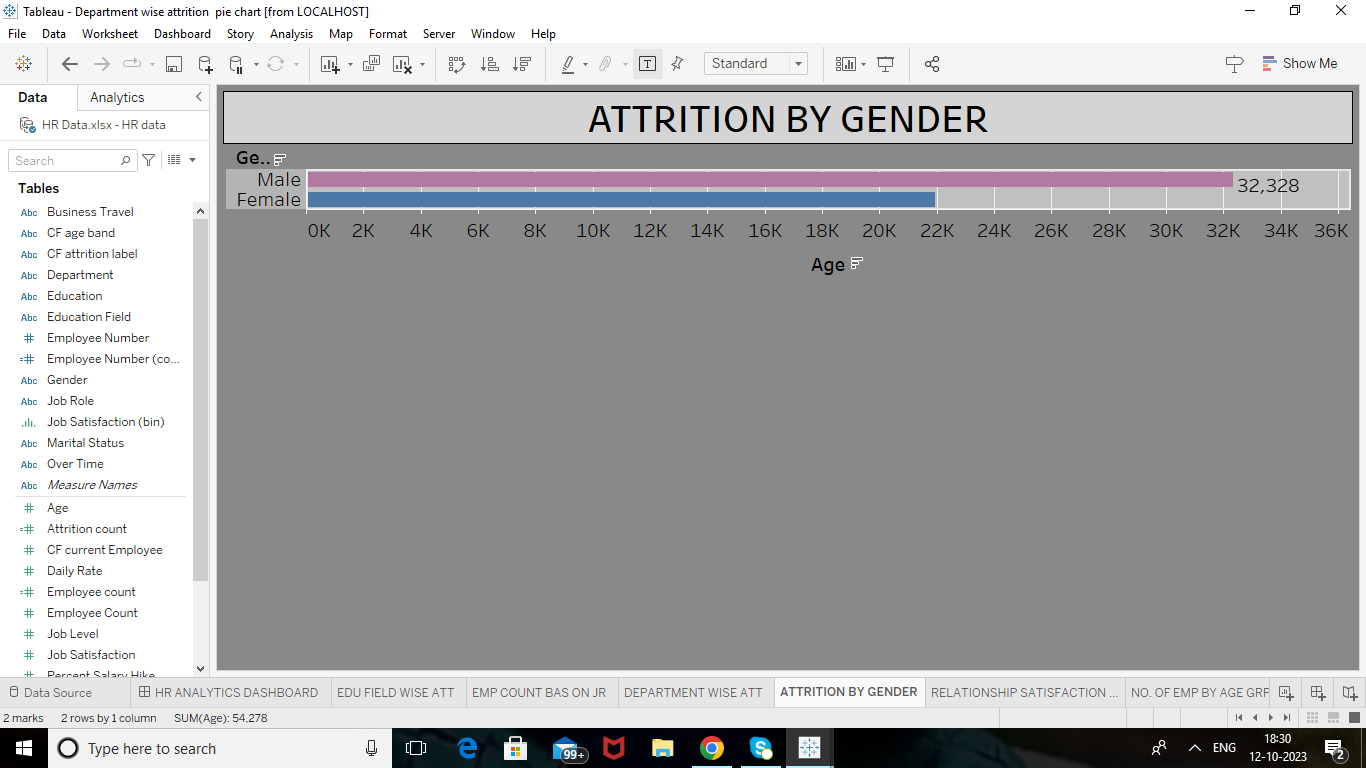 Tableau - Department wise attrition  pie chart [from LOCALHOST]
File Data Worksheet Dashboard Story Analysis Map Format Server Window Help
Standard Show Me
Data Analytics
HR Data.xlsx - HR data
Search
Tables
Abc Business Travel
Abc CF age band
Abc CF attrition label
Abc Department
Abc Education
Abc Education Field
# Employee Number
=# Employee Number (co...
Abc Gender
Abc Job Role
Job Satisfaction (bin)
Abc Marital Status
Abc Over Time
Abc Measure Names
# Age
=# Attrition count
# CF current Employee
# Daily Rate
=# Employee count
# Employee Count
# Job Level
# Job Satisfaction
# Percent Salary Hike
ATTRITION BY GENDER
Ge..
Male 32,328
Female
0K 2K 4K 6K 8K 10K 12K 14K 16K 18K 20K 22K 24K 26K 28K 30K 32K 34K 36K
Age
Data Source HR ANALYTICS DASHBOARD EDU FIELD WISE ATT EMP COUNT BAS ON JR DEPARTMENT WISE ATT ATTRITION BY GENDER RELATIONSHIP SATISFACTION ... NO. OF EMP BY AGE GRP
2 marks 2 rows by 1 column SUM(Age): 54,278
Type here to search 99+ ENG 18:30
12-10-2023 2